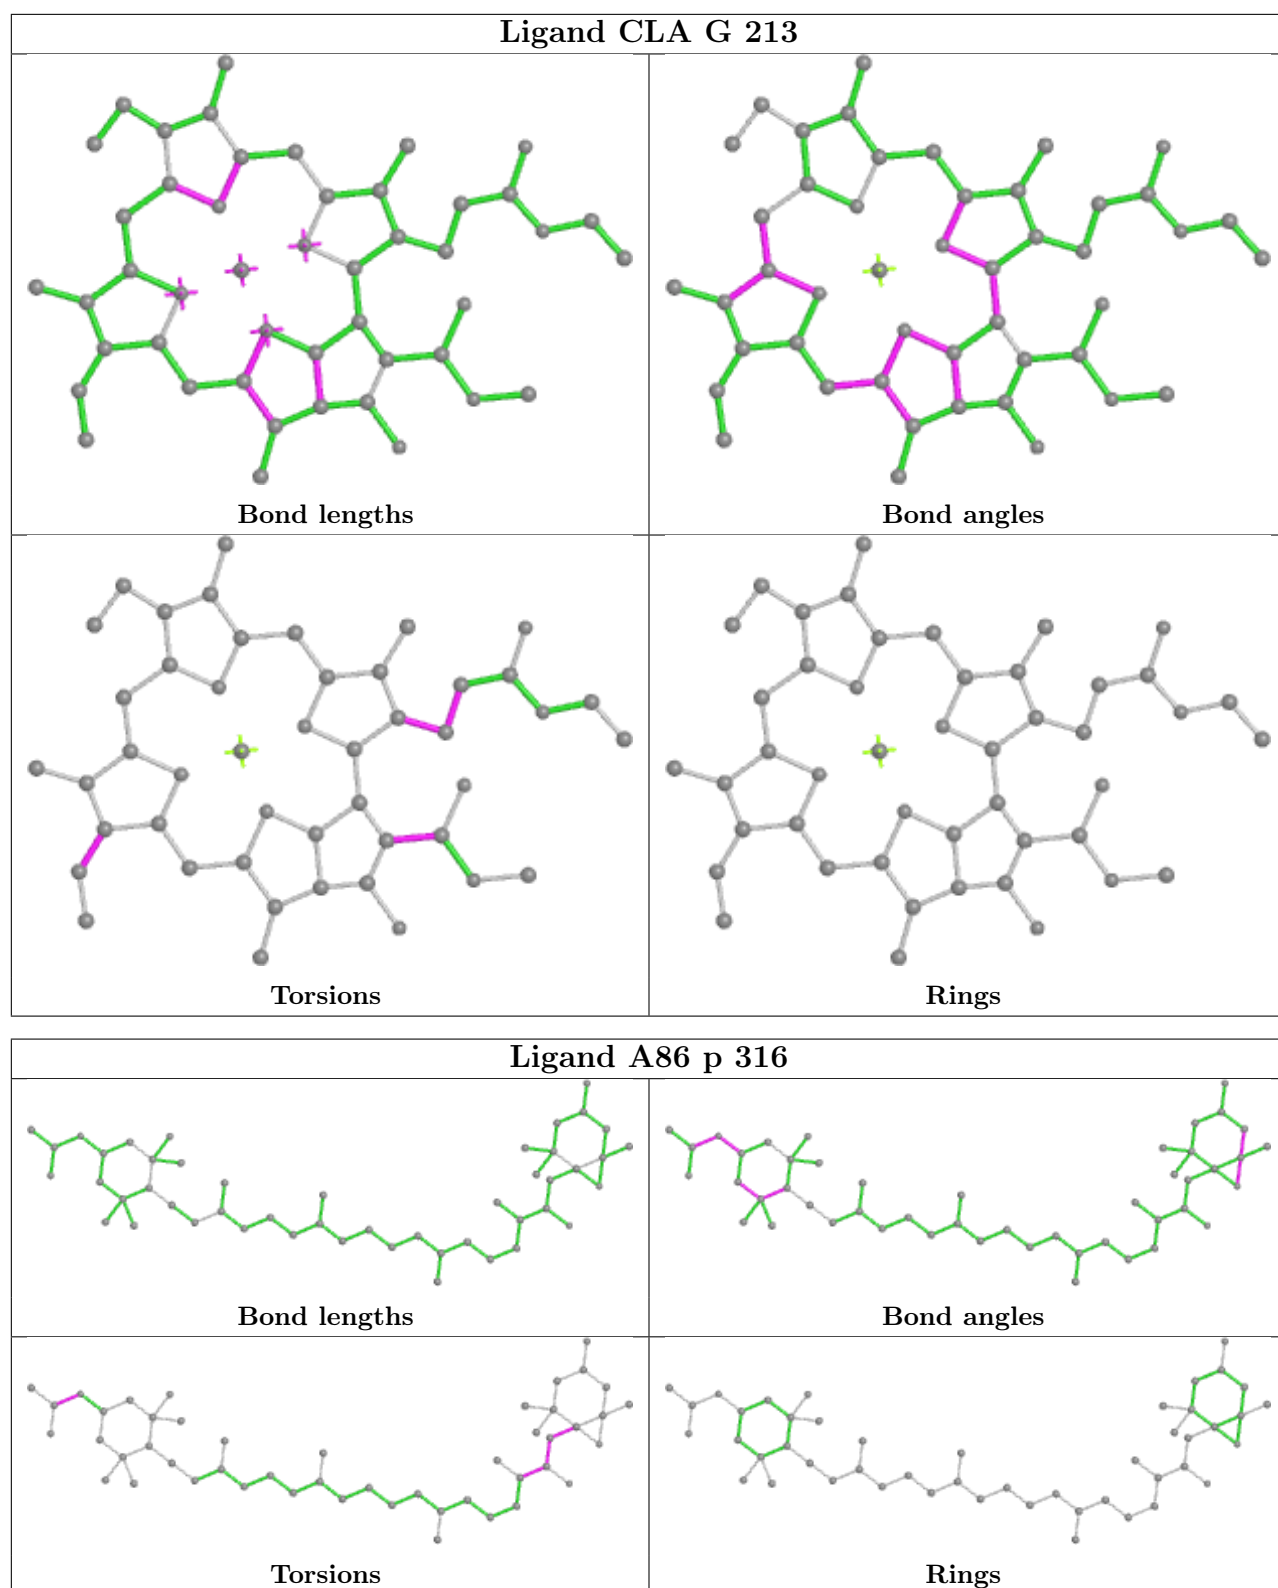 Ligand CLA G 213
Bond lengths
Bond angles
Torsions
Rings
Ligand A86 p 316
Bond lengths
Bond angles
Torsions
Rings